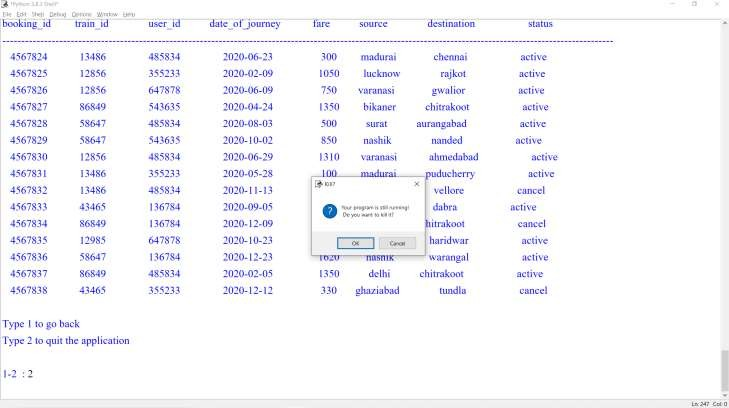 *Python 3.8.3 Shell*
File Edit Shell Debug Options Window Help
booking_id train_id user_id date_of_journey fare source destination status
4567824 13486 485834 2020-06-23 300 madurai chennai active
4567825 12856 355233 2020-02-09 1050 lucknow rajkot active
4567826 12856 647878 2020-06-09 750 varanasi gwalior active
4567827 86849 543635 2020-04-24 1350 bikaner chitrakoot active
4567828 58647 485834 2020-08-03 500 surat aurangabad active
4567829 58647 543635 2020-10-02 850 nashik nanded active
4567830 12856 485834 2020-06-29 1310 varanasi ahmedabad active
4567831 13486 355233 2020-05-28 100 madurai puducherry active
4567832 13486 485834 2020-11-13 vellore cancel
4567833 43465 136784 2020-09-05 dabra active
4567834 86849 136784 2020-12-09 hitrakoot cancel
4567835 12985 647878 2020-10-23 haridwar active
4567836 58647 136784 2020-12-23 1620 nashik warangal active
4567837 86849 485834 2020-02-05 1350 delhi chitrakoot active
4567838 43465 355233 2020-12-12 330 ghaziabad tundla cancel
Kill?
Your program is still running!
Do you want to kill it?
OK Cancel
Type 1 to go back
Type 2 to quit the application
1-2 : 2
Ln: 247 Col: 0